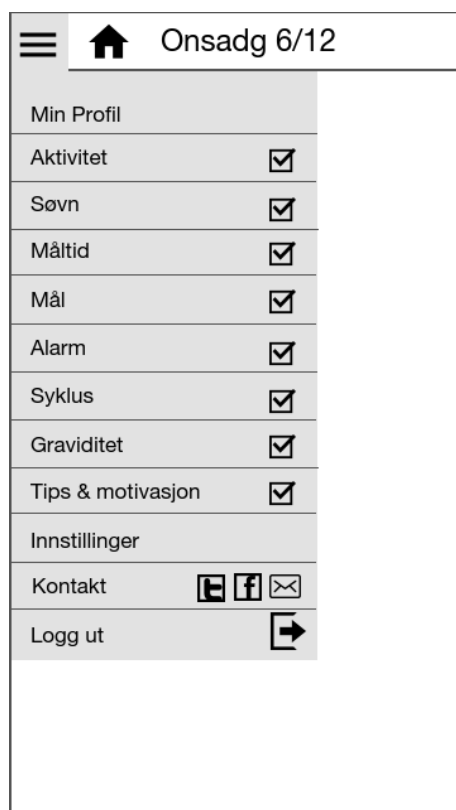 Onsadg 6/12
Min Profil
Aktivitet
Søvn
Måltid
Mål
Alarm
Syklus
Graviditet
Tips & motivasjon
Innstillinger
Kontakt
Logg ut